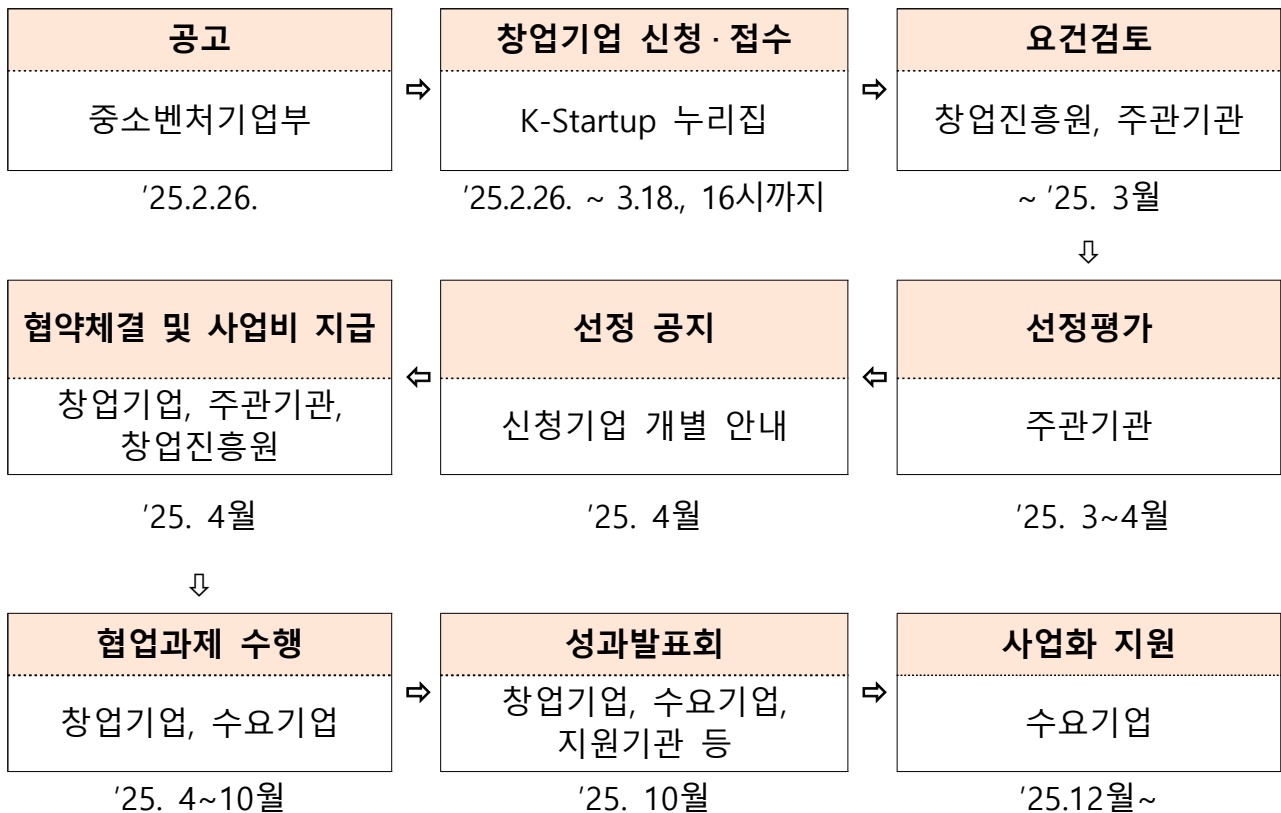 공고
중소벤처기업부
'25.2.26.
⇨
창업기업 신청·접수
K-Startup 누리집
'25.2.26. ~ 3.18., 16시까지
⇨
요건검토
창업진흥원, 주관기관
~ '25. 3월
⇩
선정평가
주관기관
'25. 3~4월
⇦
선정 공지
신청기업 개별 안내
'25. 4월
⇦
협약체결 및 사업비 지급
창업기업, 주관기관,
창업진흥원
'25. 4월
⇩
협업과제 수행
창업기업, 수요기업
'25. 4~10월
⇨
성과발표회
창업기업, 수요기업,
지원기관 등
'25. 10월
⇨
사업화 지원
수요기업
'25.12월~